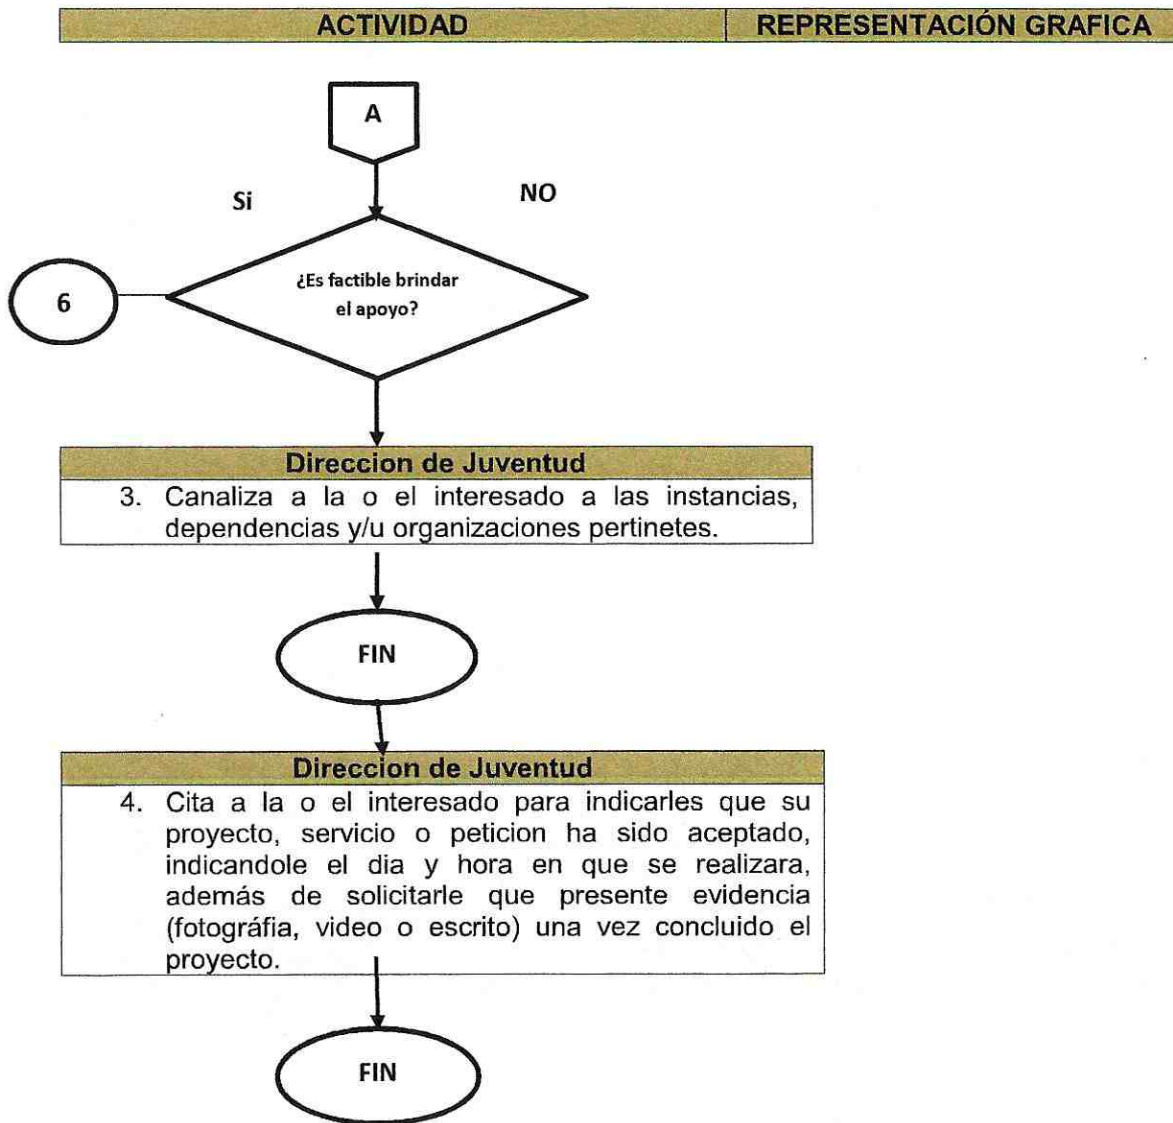 ACTIVIDAD REPRESENTACIÓN GRAFICA
A
Si NO
¿Es factible brindar
el apoyo?
6
Direccion de Juventud
3. Canaliza a la o el interesado a las instancias,
dependencias y/u organizaciones pertinetes.
FIN
Direccion de Juventud
4. Cita a la o el interesado para indicarles que su
proyecto, servicio o peticion ha sido aceptado,
indicandole el dia y hora en que se realizara,
además de solicitarle que presente evidencia
(fotográfia, video o escrito) una vez concluido el
proyecto.
FIN